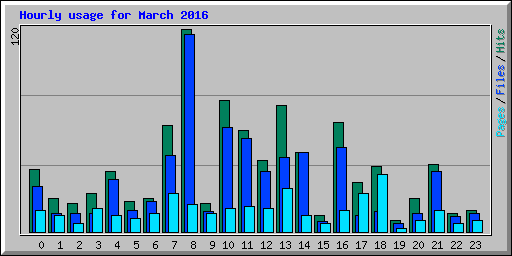 Hourly usage for March 2016
120
Pages/Files/Hits
0 1 2 3 4 5 6 7 8 9 10 11 12 13 14 15 16 17 18 19 20 21 22 23